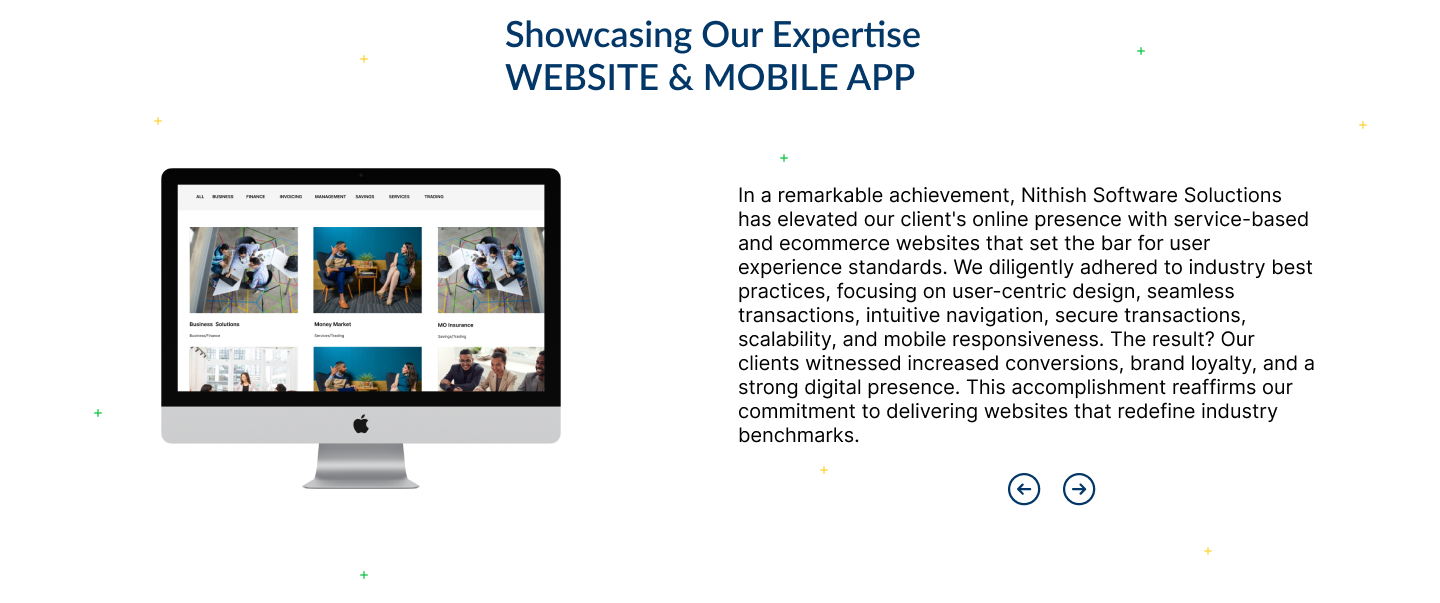 Showcasing Our Expertise
WEBSITE & MOBILE APP
ALL BUSINESS FINANCE INVOICING MANAGEMENT SAVINGS SERVICES TRADING
Business Solutions
Business/Finance
Money Market
Services/Trading
MO Insurance
Savings/Trading
In a remarkable achievement, Nithish Software Soluctions
has elevated our client's online presence with service-based
and ecommerce websites that set the bar for user
experience standards. We diligently adhered to industry best
practices, focusing on user-centric design, seamless
transactions, intuitive navigation, secure transactions,
scalability, and mobile responsiveness. The result? Our
clients witnessed increased conversions, brand loyalty, and a
strong digital presence. This accomplishment reaffirms our
commitment to delivering websites that redefine industry
benchmarks.